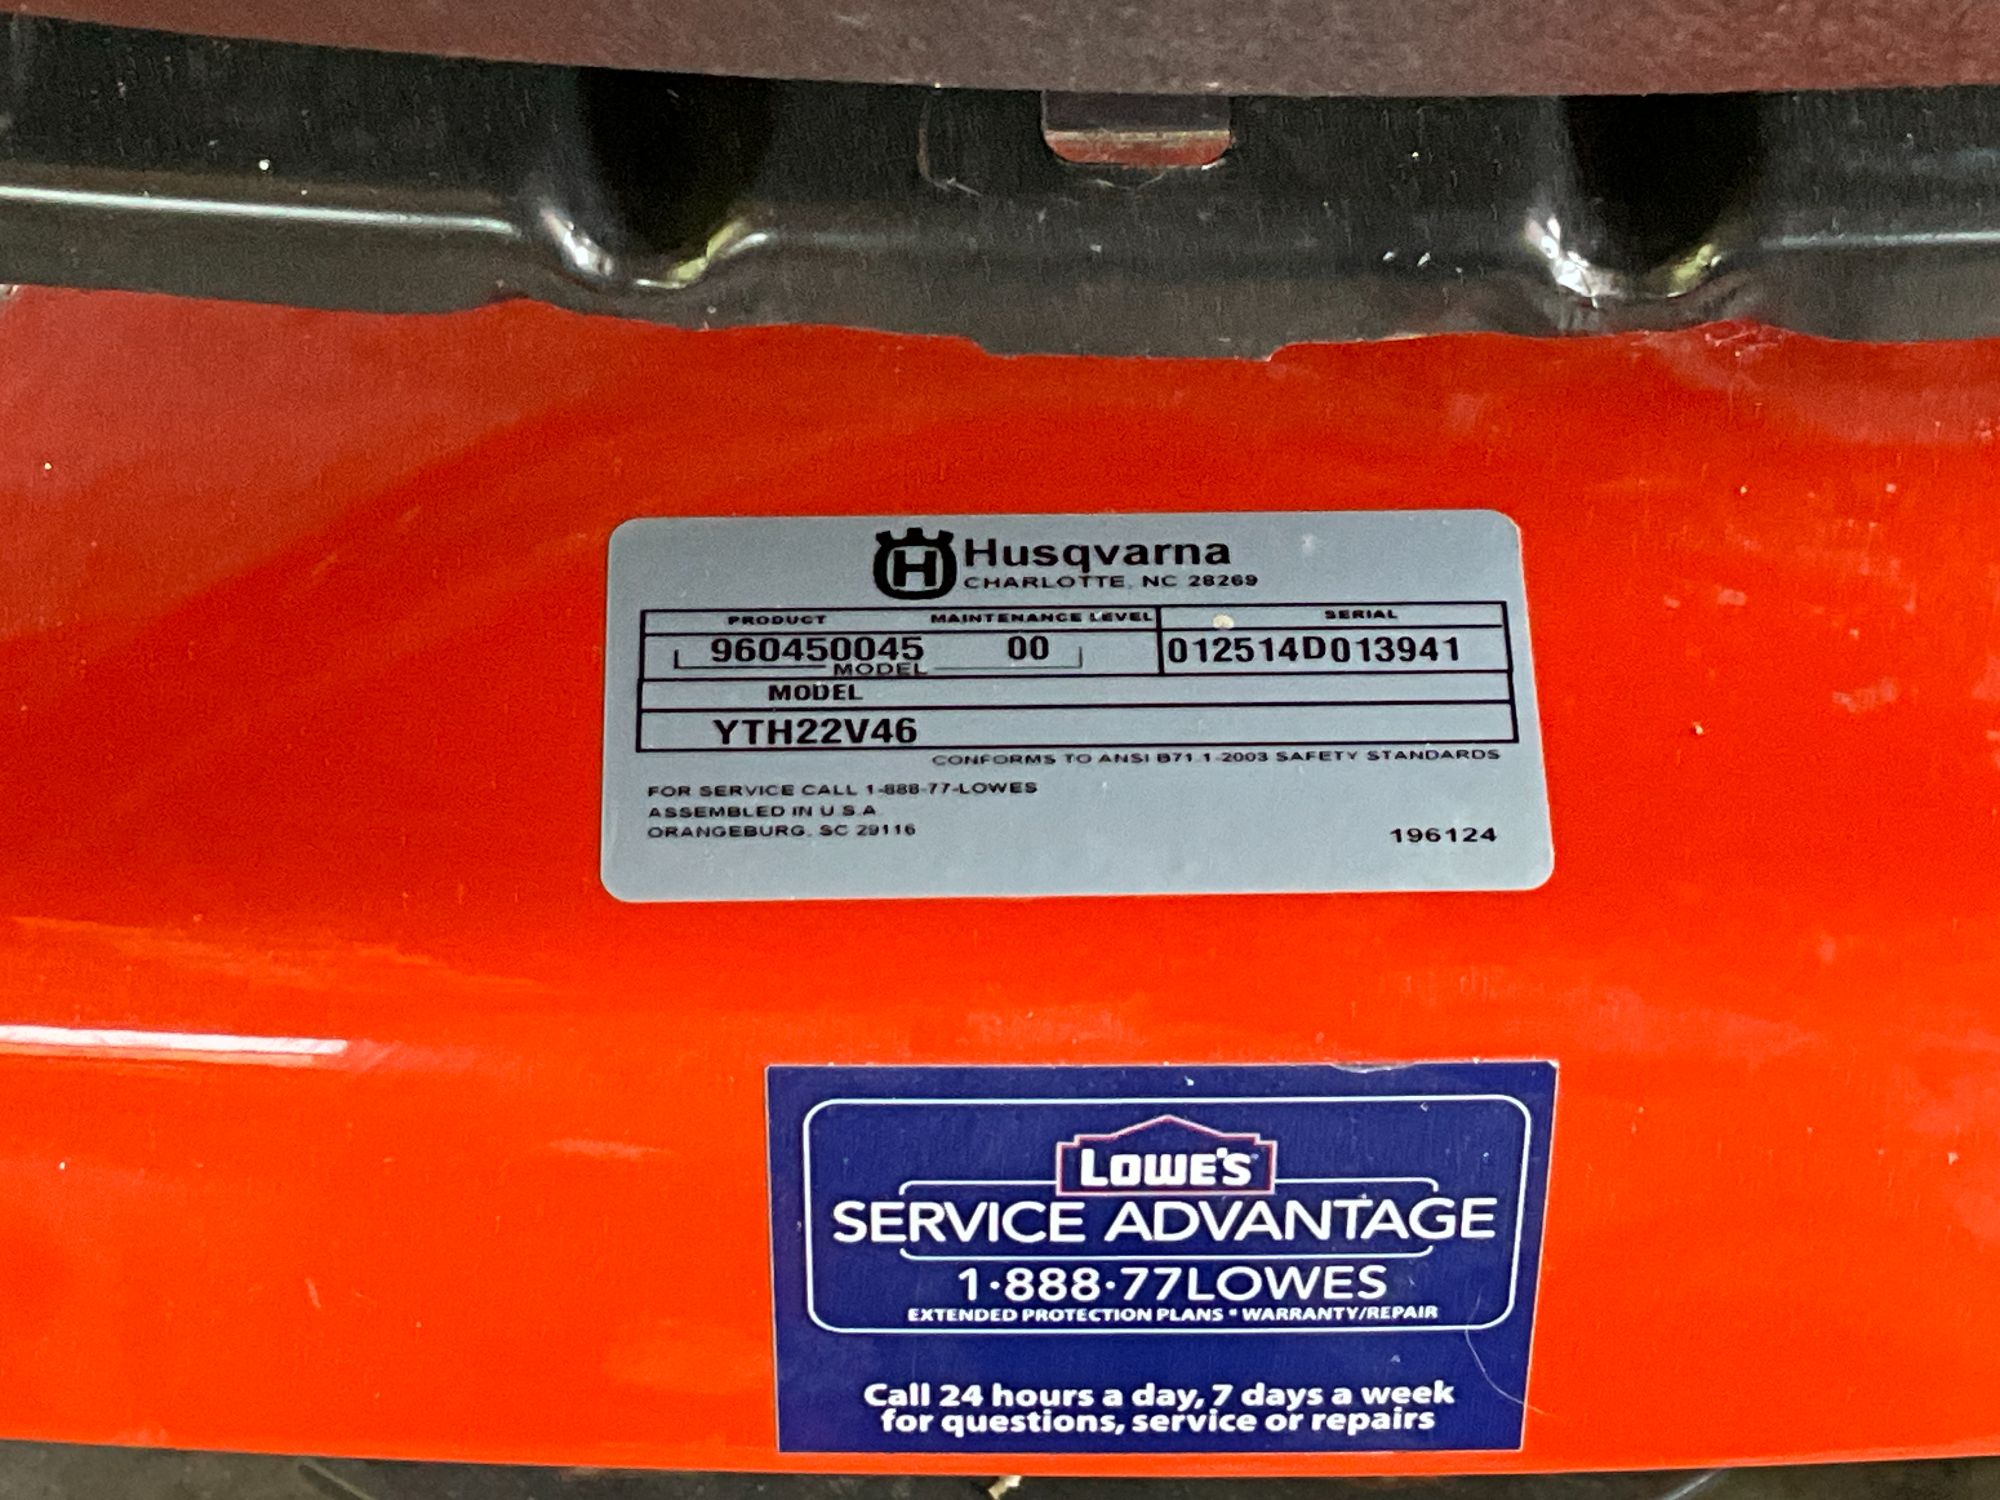 H Husqvarna
CHARLOTTE, NC 28269
PRODUCT MAINTENANCE LEVEL SERIAL
960450045 00 012514D013941
MODEL
MODEL
YTH22V46
CONFORMS TO ANSI B71.1-2003 SAFETY STANDARDS
FOR SERVICE CALL 1-888-77-LOWES
ASSEMBLED IN U.S.A.
ORANGEBURG, SC 29116
196124
LOWE'S
SERVICE ADVANTAGE
1·888·77LOWES
EXTENDED PROTECTION PLANS • WARRANTY/REPAIR
Call 24 hours a day, 7 days a week
for questions, service or repairs